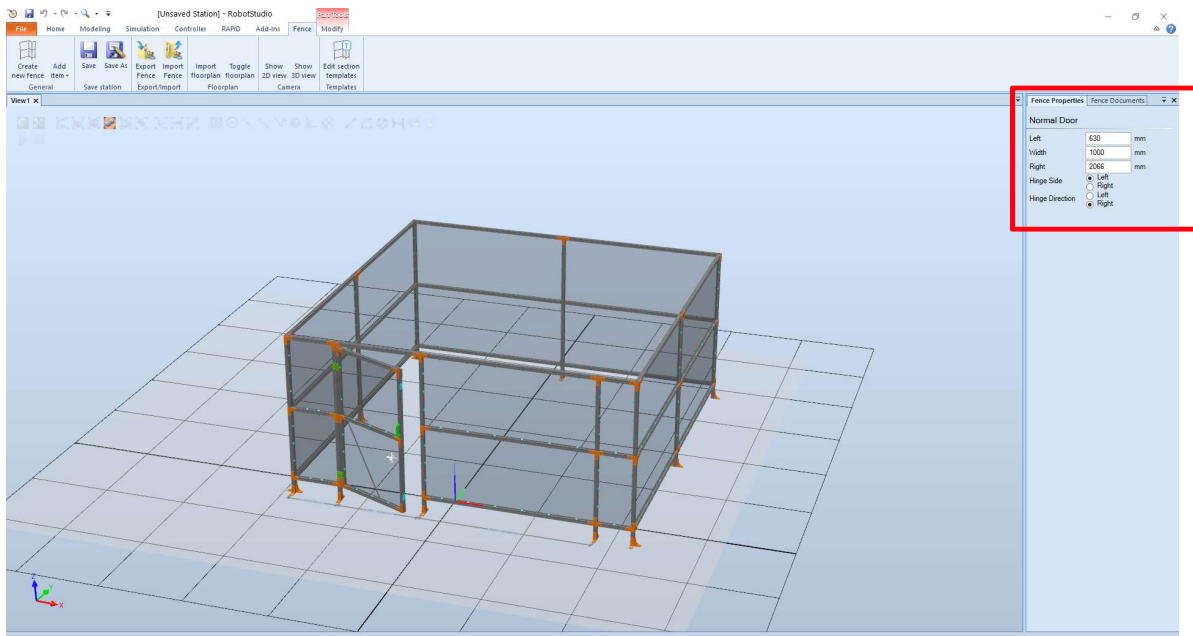 [Unsaved Station] - RobotStudio
Part Tools
File Home Modeling Simulation Controller RAPID Add-Ins Fence Modify
Create new fence
Add item
Save
Save As
Export Fence
Import Fence
Import floorplan
Toggle floorplan
Show 2D view
Show 3D view
Edit section templates
General Save station Export/Import Floorplan Camera Templates
View1
Fence Properties Fence Documents
Normal Door
Left 630 mm
Width 1000 mm
Right 2066 mm
Hinge Side Left
Right
Hinge Direction Left
Right
Z
Y
X